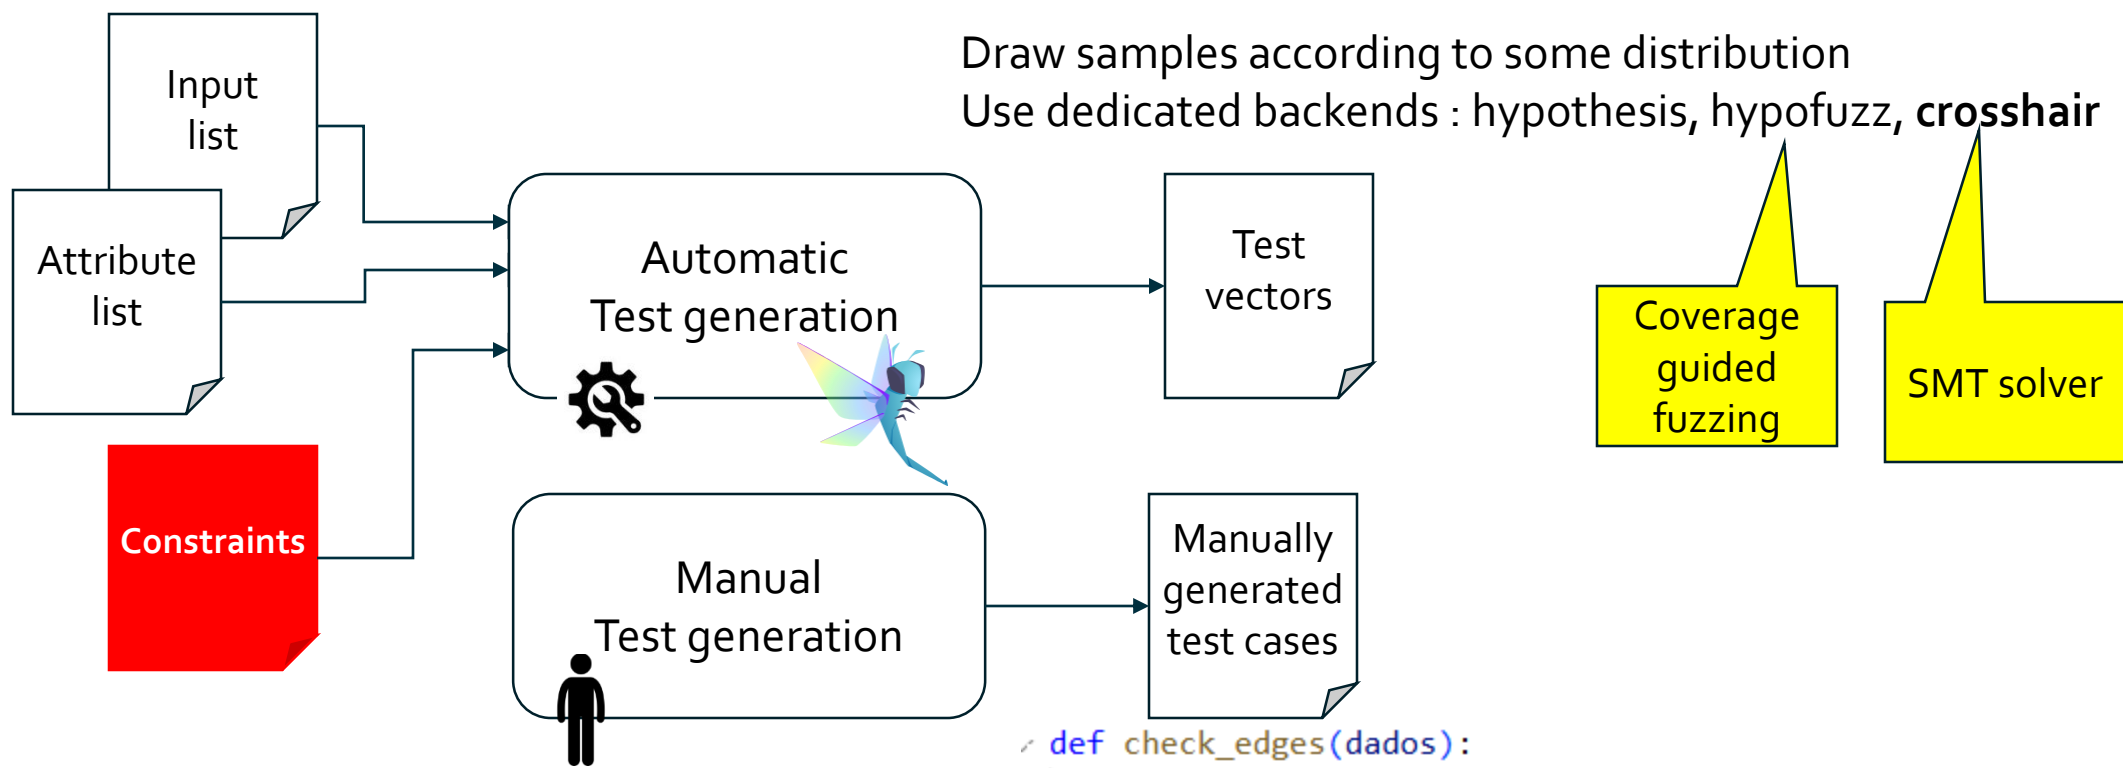 Draw samples according to some distribution
Use dedicated backends : hypothesis, hypofuzz, crosshair
Input
list
Attribute
list
Constraints
Automatic
Test generation
Test
vectors
Coverage
guided
fuzzing
SMT solver
Manual
Test generation
Manually
generated
test cases
def check_edges(dados):